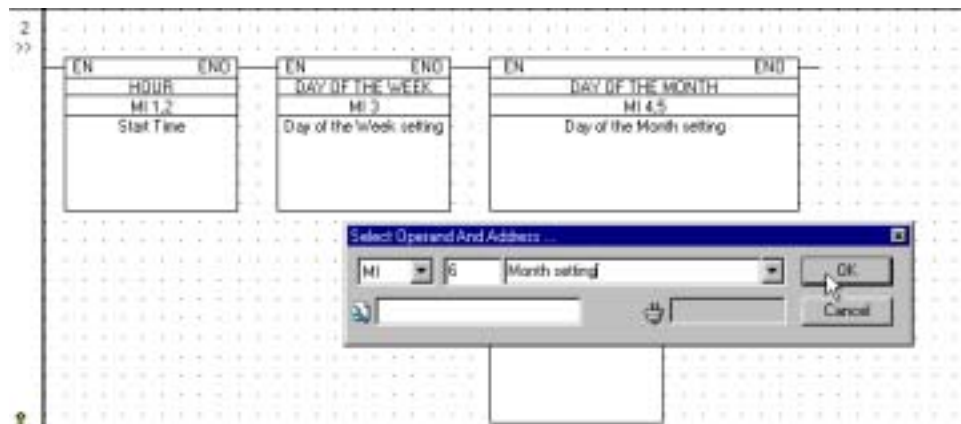 2
>>
EN ENO EN ENO EN ENO
HOUR DAY OF THE WEEK DAY OF THE MONTH
MI 1,2 MI 3 MI 4,5
Start Time Day of the Week setting Day of the Month setting
Select Operand And Address ...
MI 6 Month setting OK
Cancel